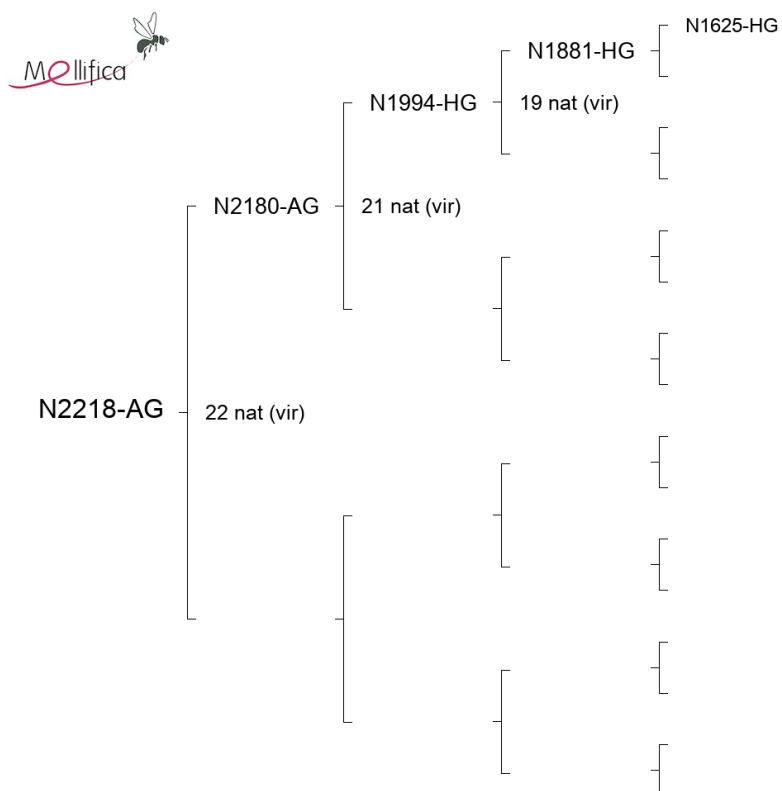 Mellifica
N1625-HG
N1881-HG
N1994-HG
19 nat (vir)
N2180-AG
21 nat (vir)
N2218-AG
22 nat (vir)